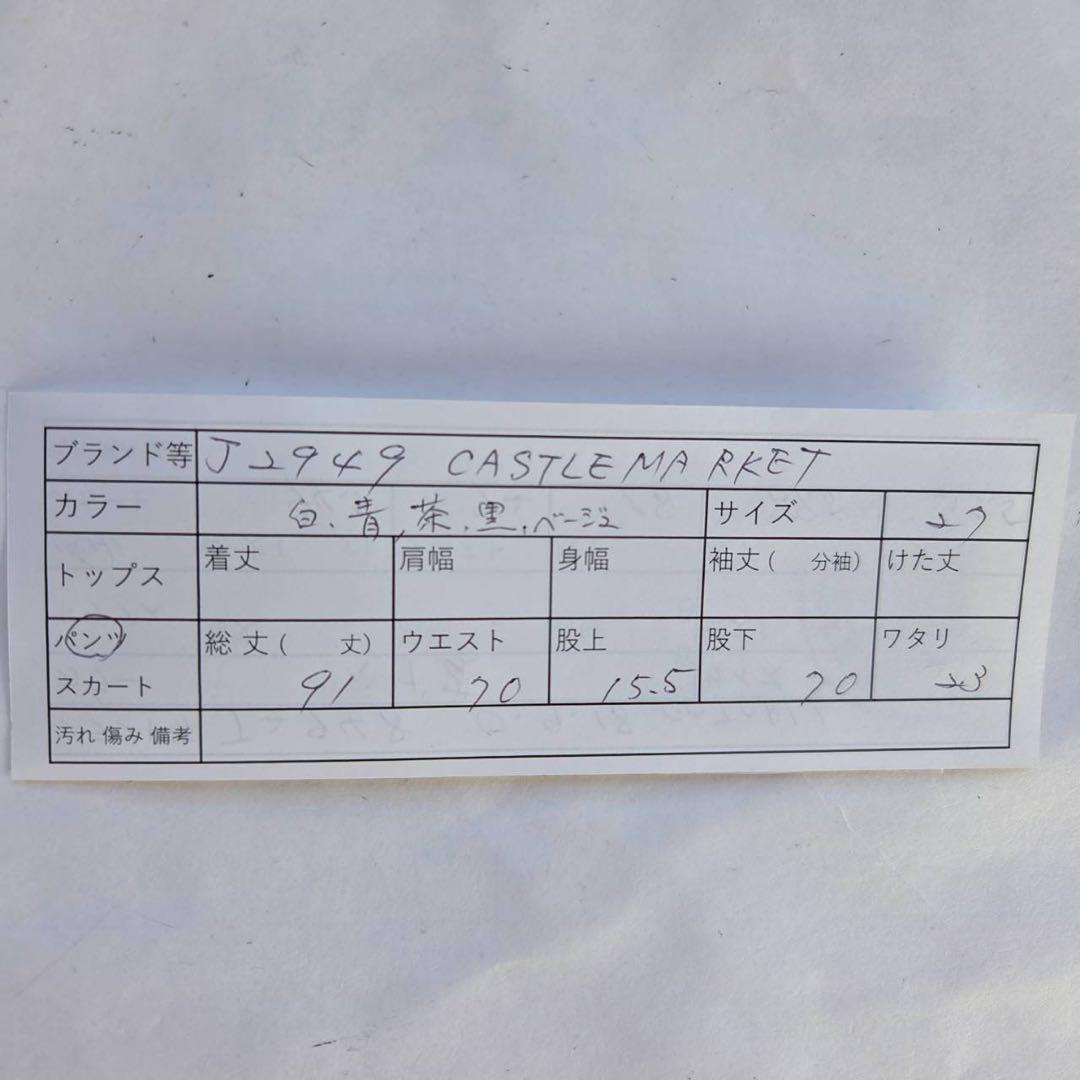 ブランド等 J2949 CASTLEMARKET
カラー 白、青、茶、黒、ベージュ サイズ 27
トップス 着丈 肩幅 身幅 袖丈( 分袖) けた丈
パンツ 総丈( 丈) ウエスト 股上 股下 ワタリ
スカート 91 70 15.5 70 23
汚れ 傷み 備考